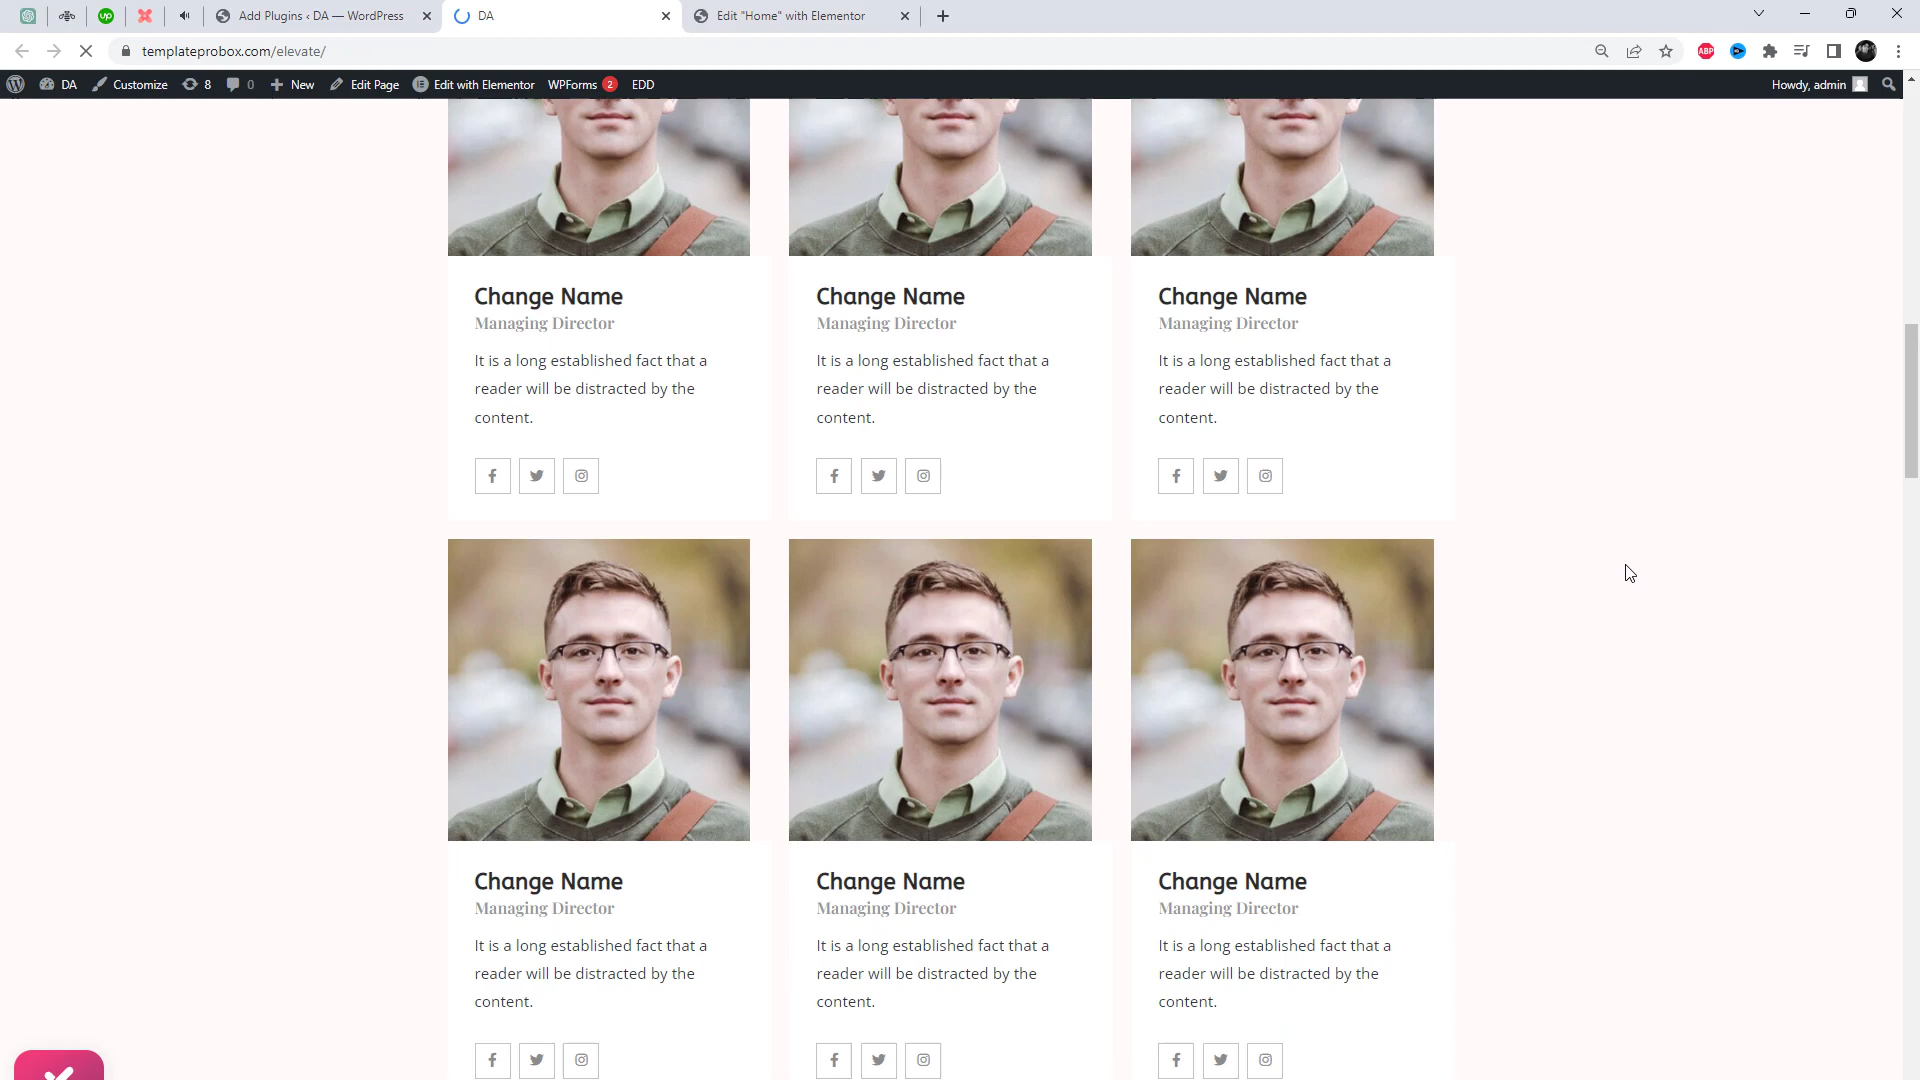 Add Plugins ‹ DA — WordPress
DA
Edit "Home" with Elementor
templateprobox.com/elevate/
ABP
DA
Customize
8
0
New
Edit Page
Edit with Elementor
WPForms 2
EDD
Howdy, admin
Change Name
Managing Director
It is a long established fact that a
reader will be distracted by the
content.
Change Name
Managing Director
It is a long established fact that a
reader will be distracted by the
content.
Change Name
Managing Director
It is a long established fact that a
reader will be distracted by the
content.
Change Name
Managing Director
It is a long established fact that a
reader will be distracted by the
content.
Change Name
Managing Director
It is a long established fact that a
reader will be distracted by the
content.
Change Name
Managing Director
It is a long established fact that a
reader will be distracted by the
content.